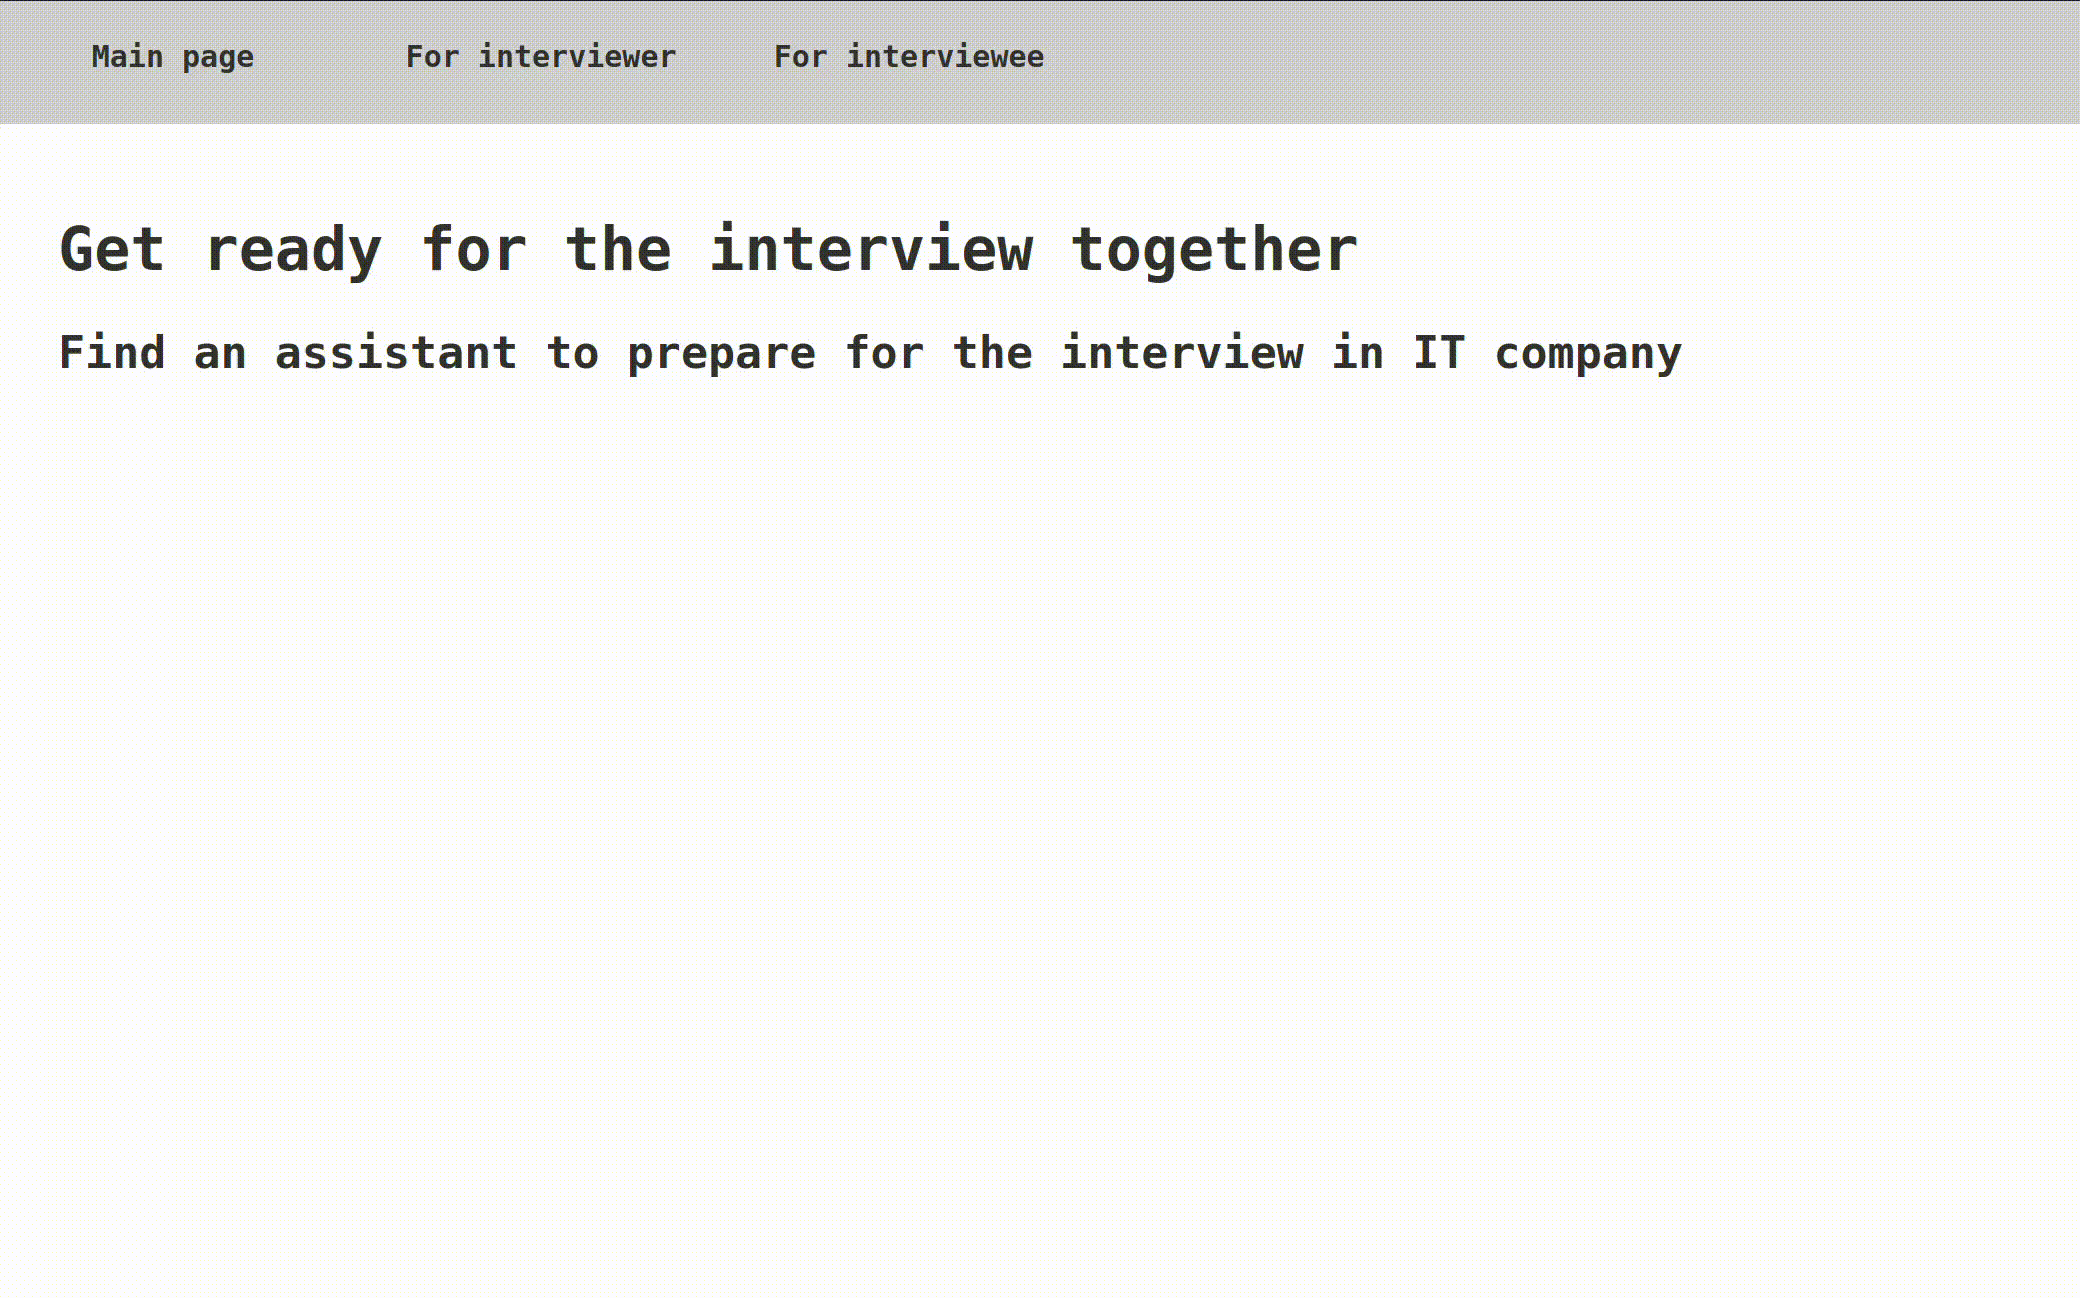 Main page For interviewer For interviewee
Get ready for the interview together
Find an assistant to prepare for the interview in IT company